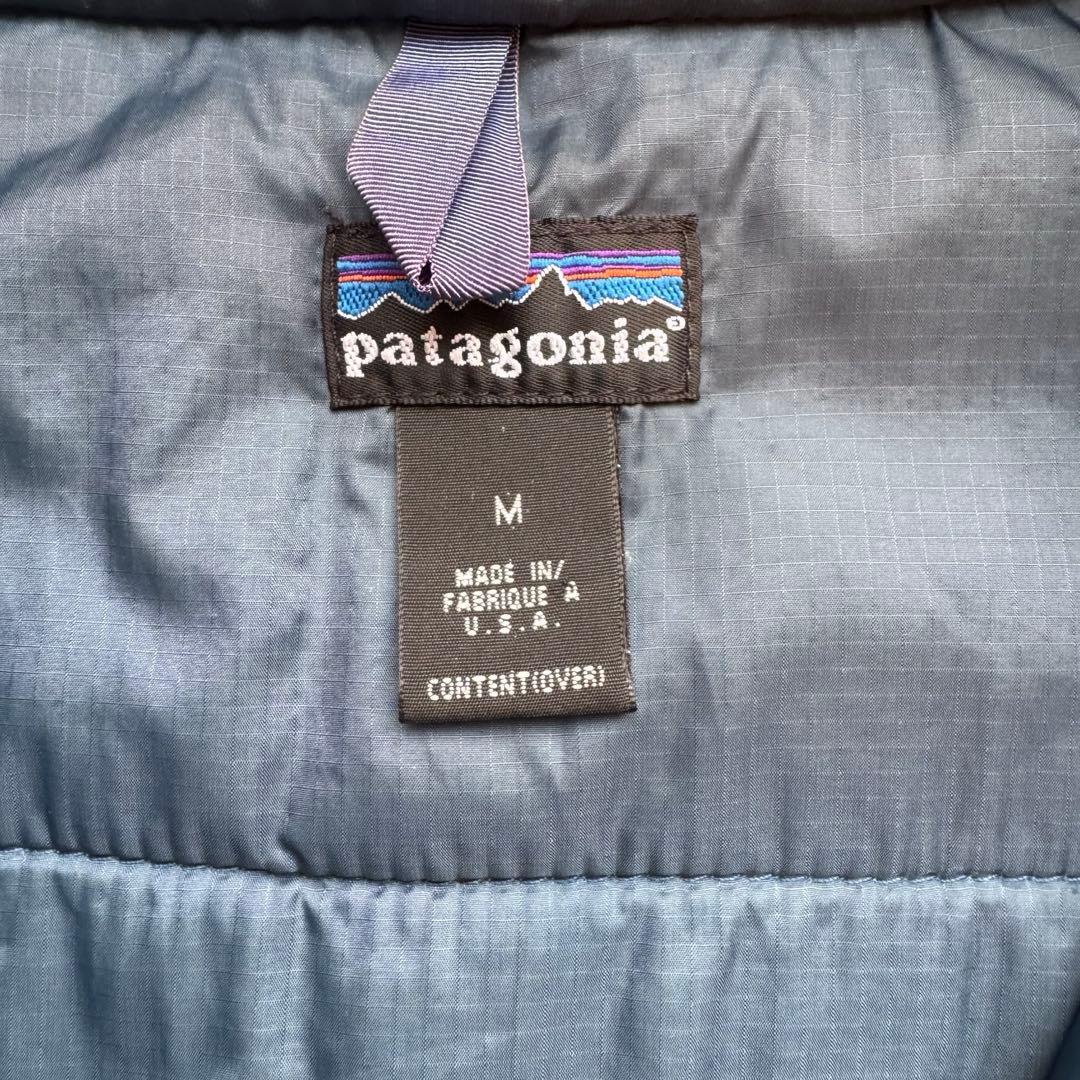 patagonia®
M
MADE IN/
FABRIQUE A
U.S.A.
CONTENT(OVER)